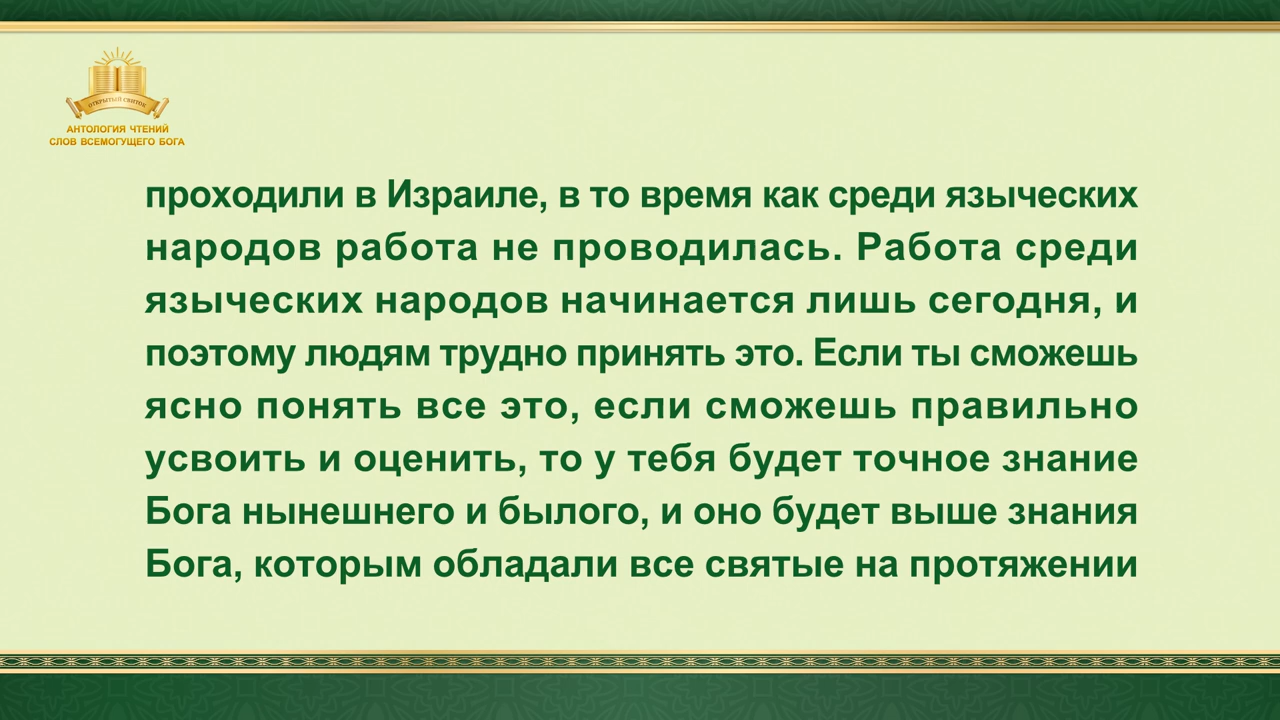 ОТКРЫТЫЙ СВИТОК
АНТОЛОГИЯ ЧТЕНИЙ
СЛОВ ВСЕМОГУЩЕГО БОГА
проходили в Израиле, в то время как среди языческих
народов работа не проводилась. Работа среди
языческих народов начинается лишь сегодня, и
поэтому людям трудно принять это. Если ты сможешь
ясно понять все это, если сможешь правильно
усвоить и оценить, то у тебя будет точное знание
Бога нынешнего и былого, и оно будет выше знания
Бога, которым обладали все святые на протяжении